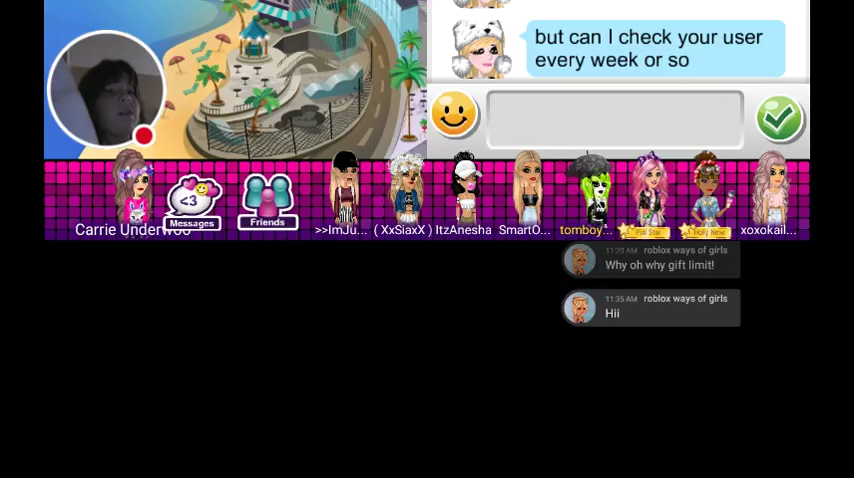 but can I check your user
every week or so
<3
Messages
Friends
>>ImJu...
( XxSiaxX )
ItzAnesha
SmartO...
tomboy...
Pixi Star
xoxokail...
11:20 AM roblox ways of girls
Why oh why gift limit!
11:35 AM roblox ways of girls
Hii